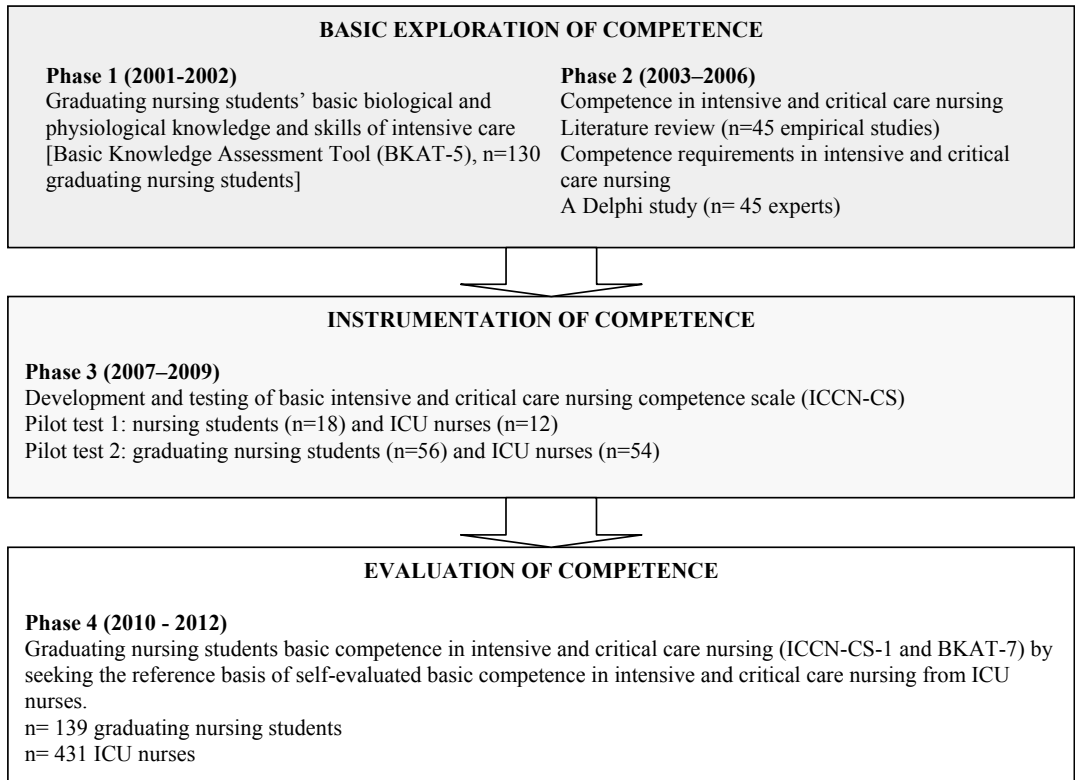 BASIC EXPLORATION OF COMPETENCE
Phase 1 (2001-2002)
Graduating nursing students’ basic biological and
physiological knowledge and skills of intensive care
[Basic Knowledge Assessment Tool (BKAT-5), n=130
graduating nursing students]
Phase 2 (2003–2006)
Competence in intensive and critical care nursing
Literature review (n=45 empirical studies)
Competence requirements in intensive and critical
care nursing
A Delphi study (n= 45 experts)
INSTRUMENTATION OF COMPETENCE
Phase 3 (2007–2009)
Development and testing of basic intensive and critical care nursing competence scale (ICCN-CS)
Pilot test 1: nursing students (n=18) and ICU nurses (n=12)
Pilot test 2: graduating nursing students (n=56) and ICU nurses (n=54)
EVALUATION OF COMPETENCE
Phase 4 (2010 - 2012)
Graduating nursing students basic competence in intensive and critical care nursing (ICCN-CS-1 and BKAT-7) by
seeking the reference basis of self-evaluated basic competence in intensive and critical care nursing from ICU
nurses.
n= 139 graduating nursing students
n= 431 ICU nurses